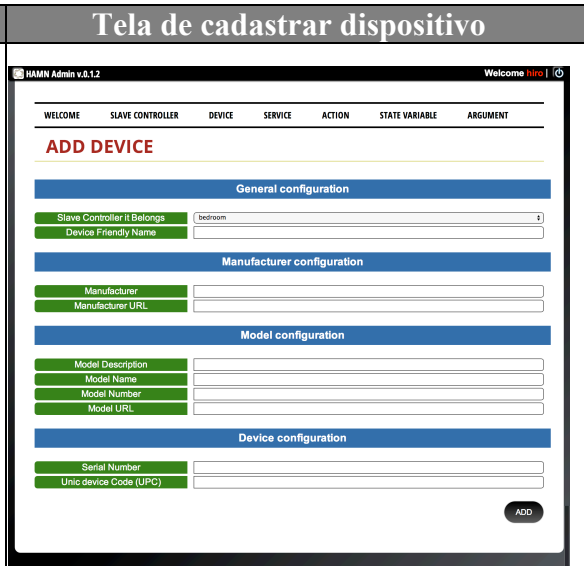 Tela de cadastrar dispositivo
HAMN Admin v.0.1.2 Welcome hiro |
WELCOME SLAVE CONTROLLER DEVICE SERVICE ACTION STATE VARIABLE ARGUMENT
ADD DEVICE
General configuration
Slave Controller it Belongs bedroom
Device Friendly Name
Manufacturer configuration
Manufacturer
Manufacturer URL
Model configuration
Model Description
Model Name
Model Number
Model URL
Device configuration
Serial Number
Unic device Code (UPC)
ADD